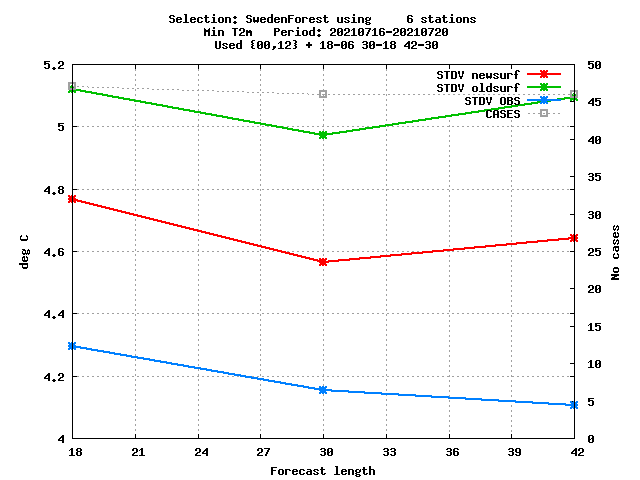 Selection: SwedenForest using     6 stations
Min T2m   Period: 20210716-20210720
Used {00,12} + 18-06 30-18 42-30
5.2
5
4.8
4.6
4.4
4.2
4
deg C
STDV newsurf
STDV oldsurf
STDV OBS
CASES
50
45
40
35
30
25
20
15
10
5
0
No cases
18 21 24 27 30 33 36 39 42
Forecast length